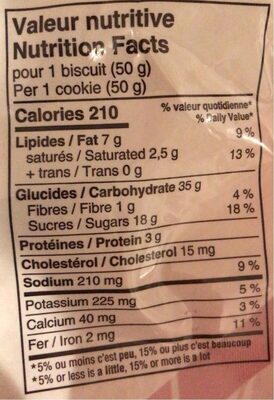 Valeur nutritive
Nutrition Facts
pour 1 biscuit (50 g)
Per 1 cookie (50 g)
Calories 210
% valeur quotidienne*
% Daily Value*
Lipides / Fat 7 g 9 %
saturés / Saturated 2,5 g 13 %
+ trans / Trans 0 g
Glucides / Carbohydrate 35 g
Fibres / Fibre 1 g 4 %
Sucres / Sugars 18 g 18 %
Protéines / Protein 3 g
Cholestérol / Cholesterol 15 mg
Sodium 210 mg 9 %
Potassium 225 mg 5 %
Calcium 40 mg 3 %
Fer / Iron 2 mg 11 %
*5% ou moins c'est peu, 15% ou plus c'est beaucoup
*5% or less is a little, 15% or more is a lot